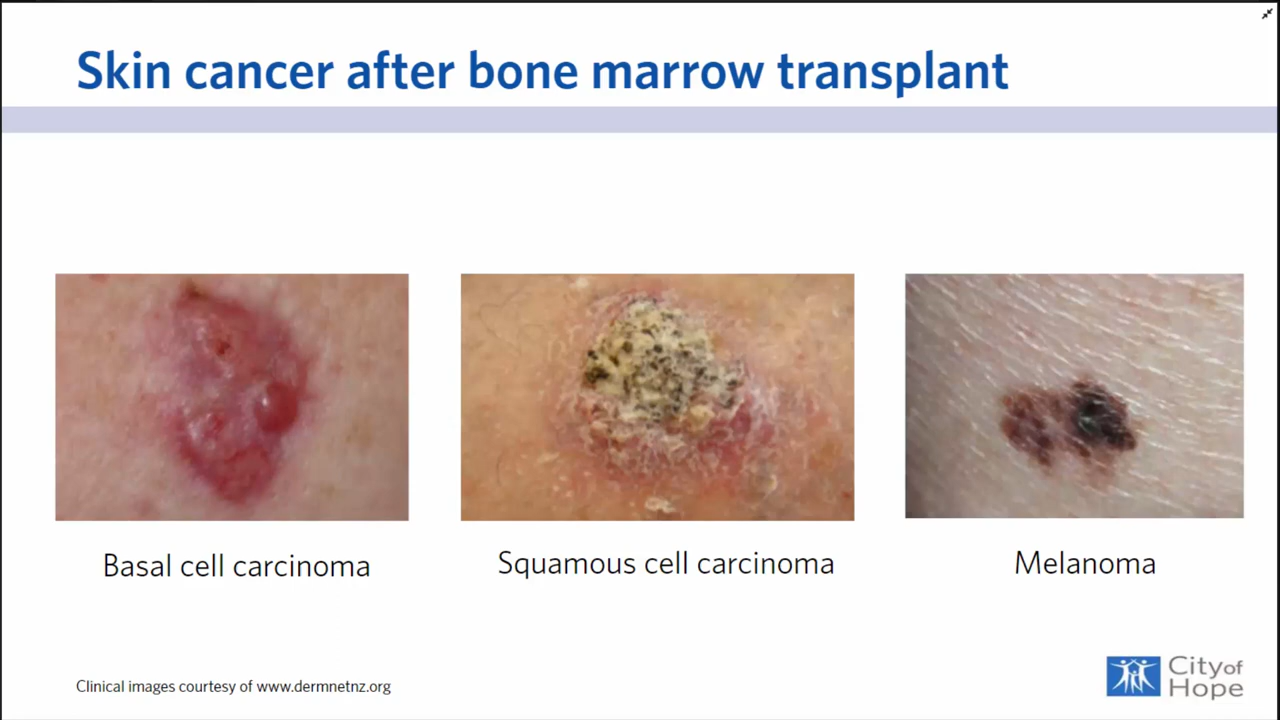 Skin cancer after bone marrow transplant
Basal cell carcinoma
Squamous cell carcinoma
Melanoma
Clinical images courtesy of www.dermnetnz.org
City of
Hope